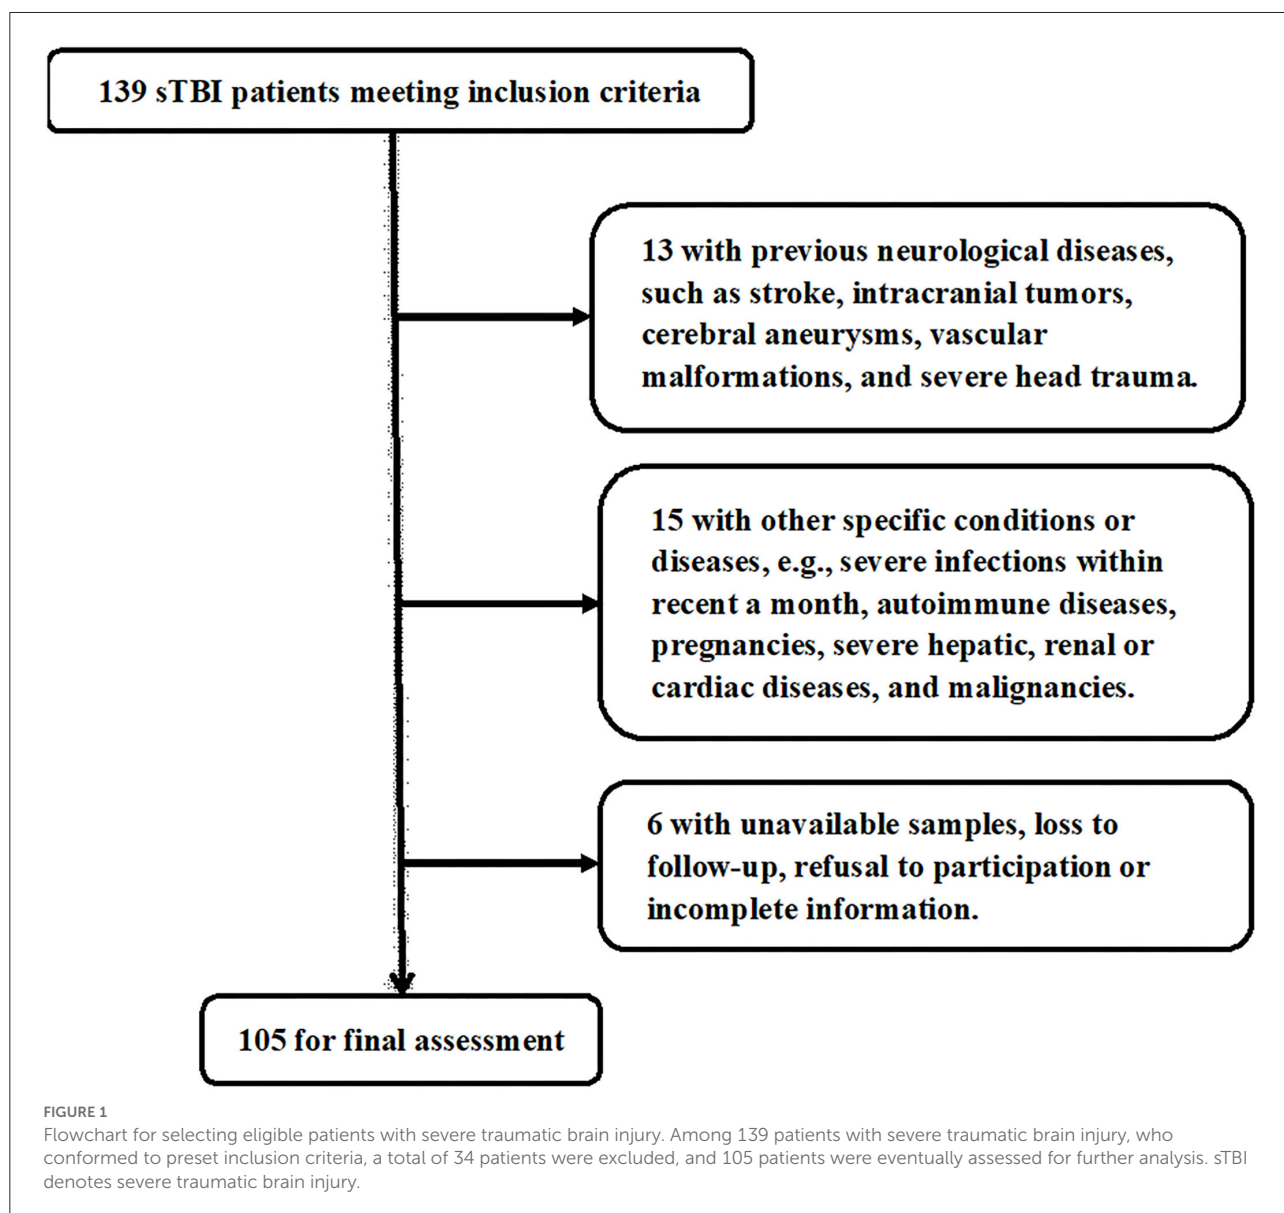 139 sTBI patients meeting inclusion criteria
13 with previous neurological diseases,
such as stroke, intracranial tumors,
cerebral aneurysms, vascular
malformations, and severe head trauma.
15 with other specific conditions or
diseases, e.g., severe infections within
recent a month, autoimmune diseases,
pregnancies, severe hepatic, renal or
cardiac diseases, and malignancies.
6 with unavailable samples, loss to
follow-up, refusal to participation or
incomplete information.
105 for final assessment
FIGURE 1
Flowchart for selecting eligible patients with severe traumatic brain injury. Among 139 patients with severe traumatic brain injury, who
conformed to preset inclusion criteria, a total of 34 patients were excluded, and 105 patients were eventually assessed for further analysis. sTBI
denotes severe traumatic brain injury.